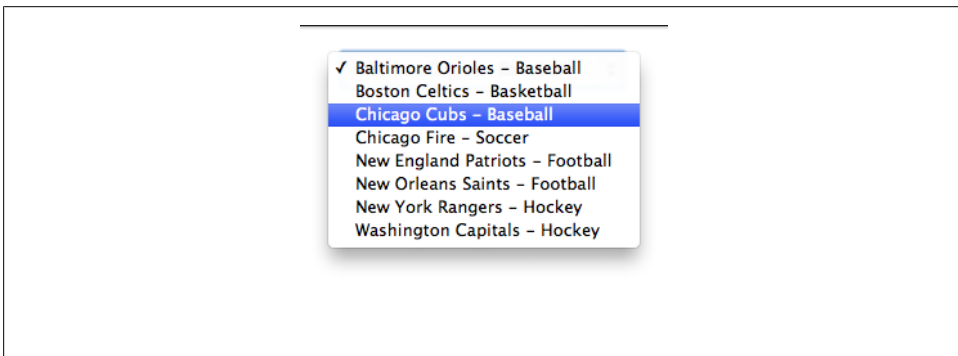 ✓ Baltimore Orioles – Baseball
Boston Celtics – Basketball
Chicago Cubs – Baseball
Chicago Fire – Soccer
New England Patriots – Football
New Orleans Saints – Football
New York Rangers – Hockey
Washington Capitals – Hockey